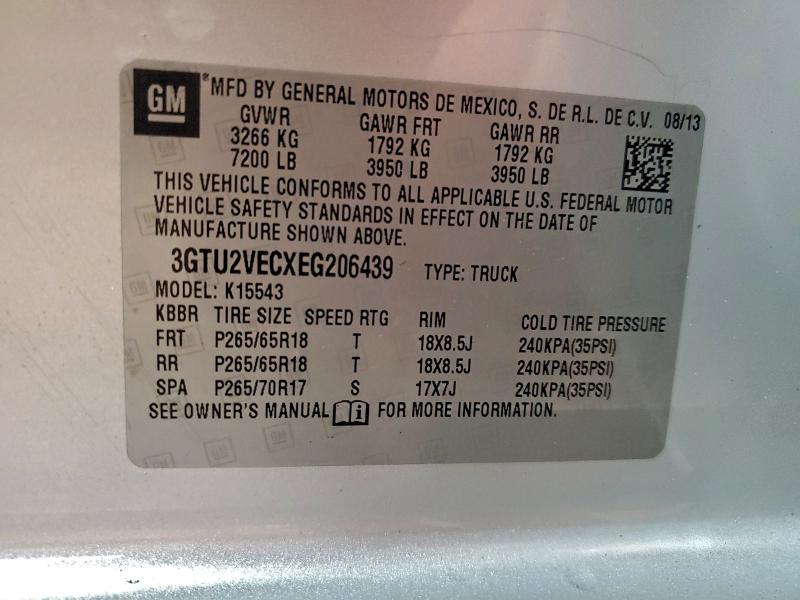 GM *MFD BY GENERAL MOTORS DE MEXICO, S. DE R.L. DE C.V. 08/13
GVWR GAWR FRT GAWR RR
3266 KG 1792 KG 1792 KG
7200 LB 3950 LB 3950 LB
THIS VEHICLE CONFORMS TO ALL APPLICABLE U.S. FEDERAL MOTOR
VEHICLE SAFETY STANDARDS IN EFFECT ON THE DATE OF
MANUFACTURE SHOWN ABOVE.
3GTU2VECXEG206439 TYPE: TRUCK
MODEL: K15543
KBBR TIRE SIZE SPEED RTG RIM COLD TIRE PRESSURE
FRT P265/65R18 T 18X8.5J 240KPA(35PSI)
RR P265/65R18 T 18X8.5J 240KPA(35PSI)
SPA P265/70R17 S 17X7J 240KPA(35PSI)
SEE OWNER'S MANUAL FOR MORE INFORMATION.